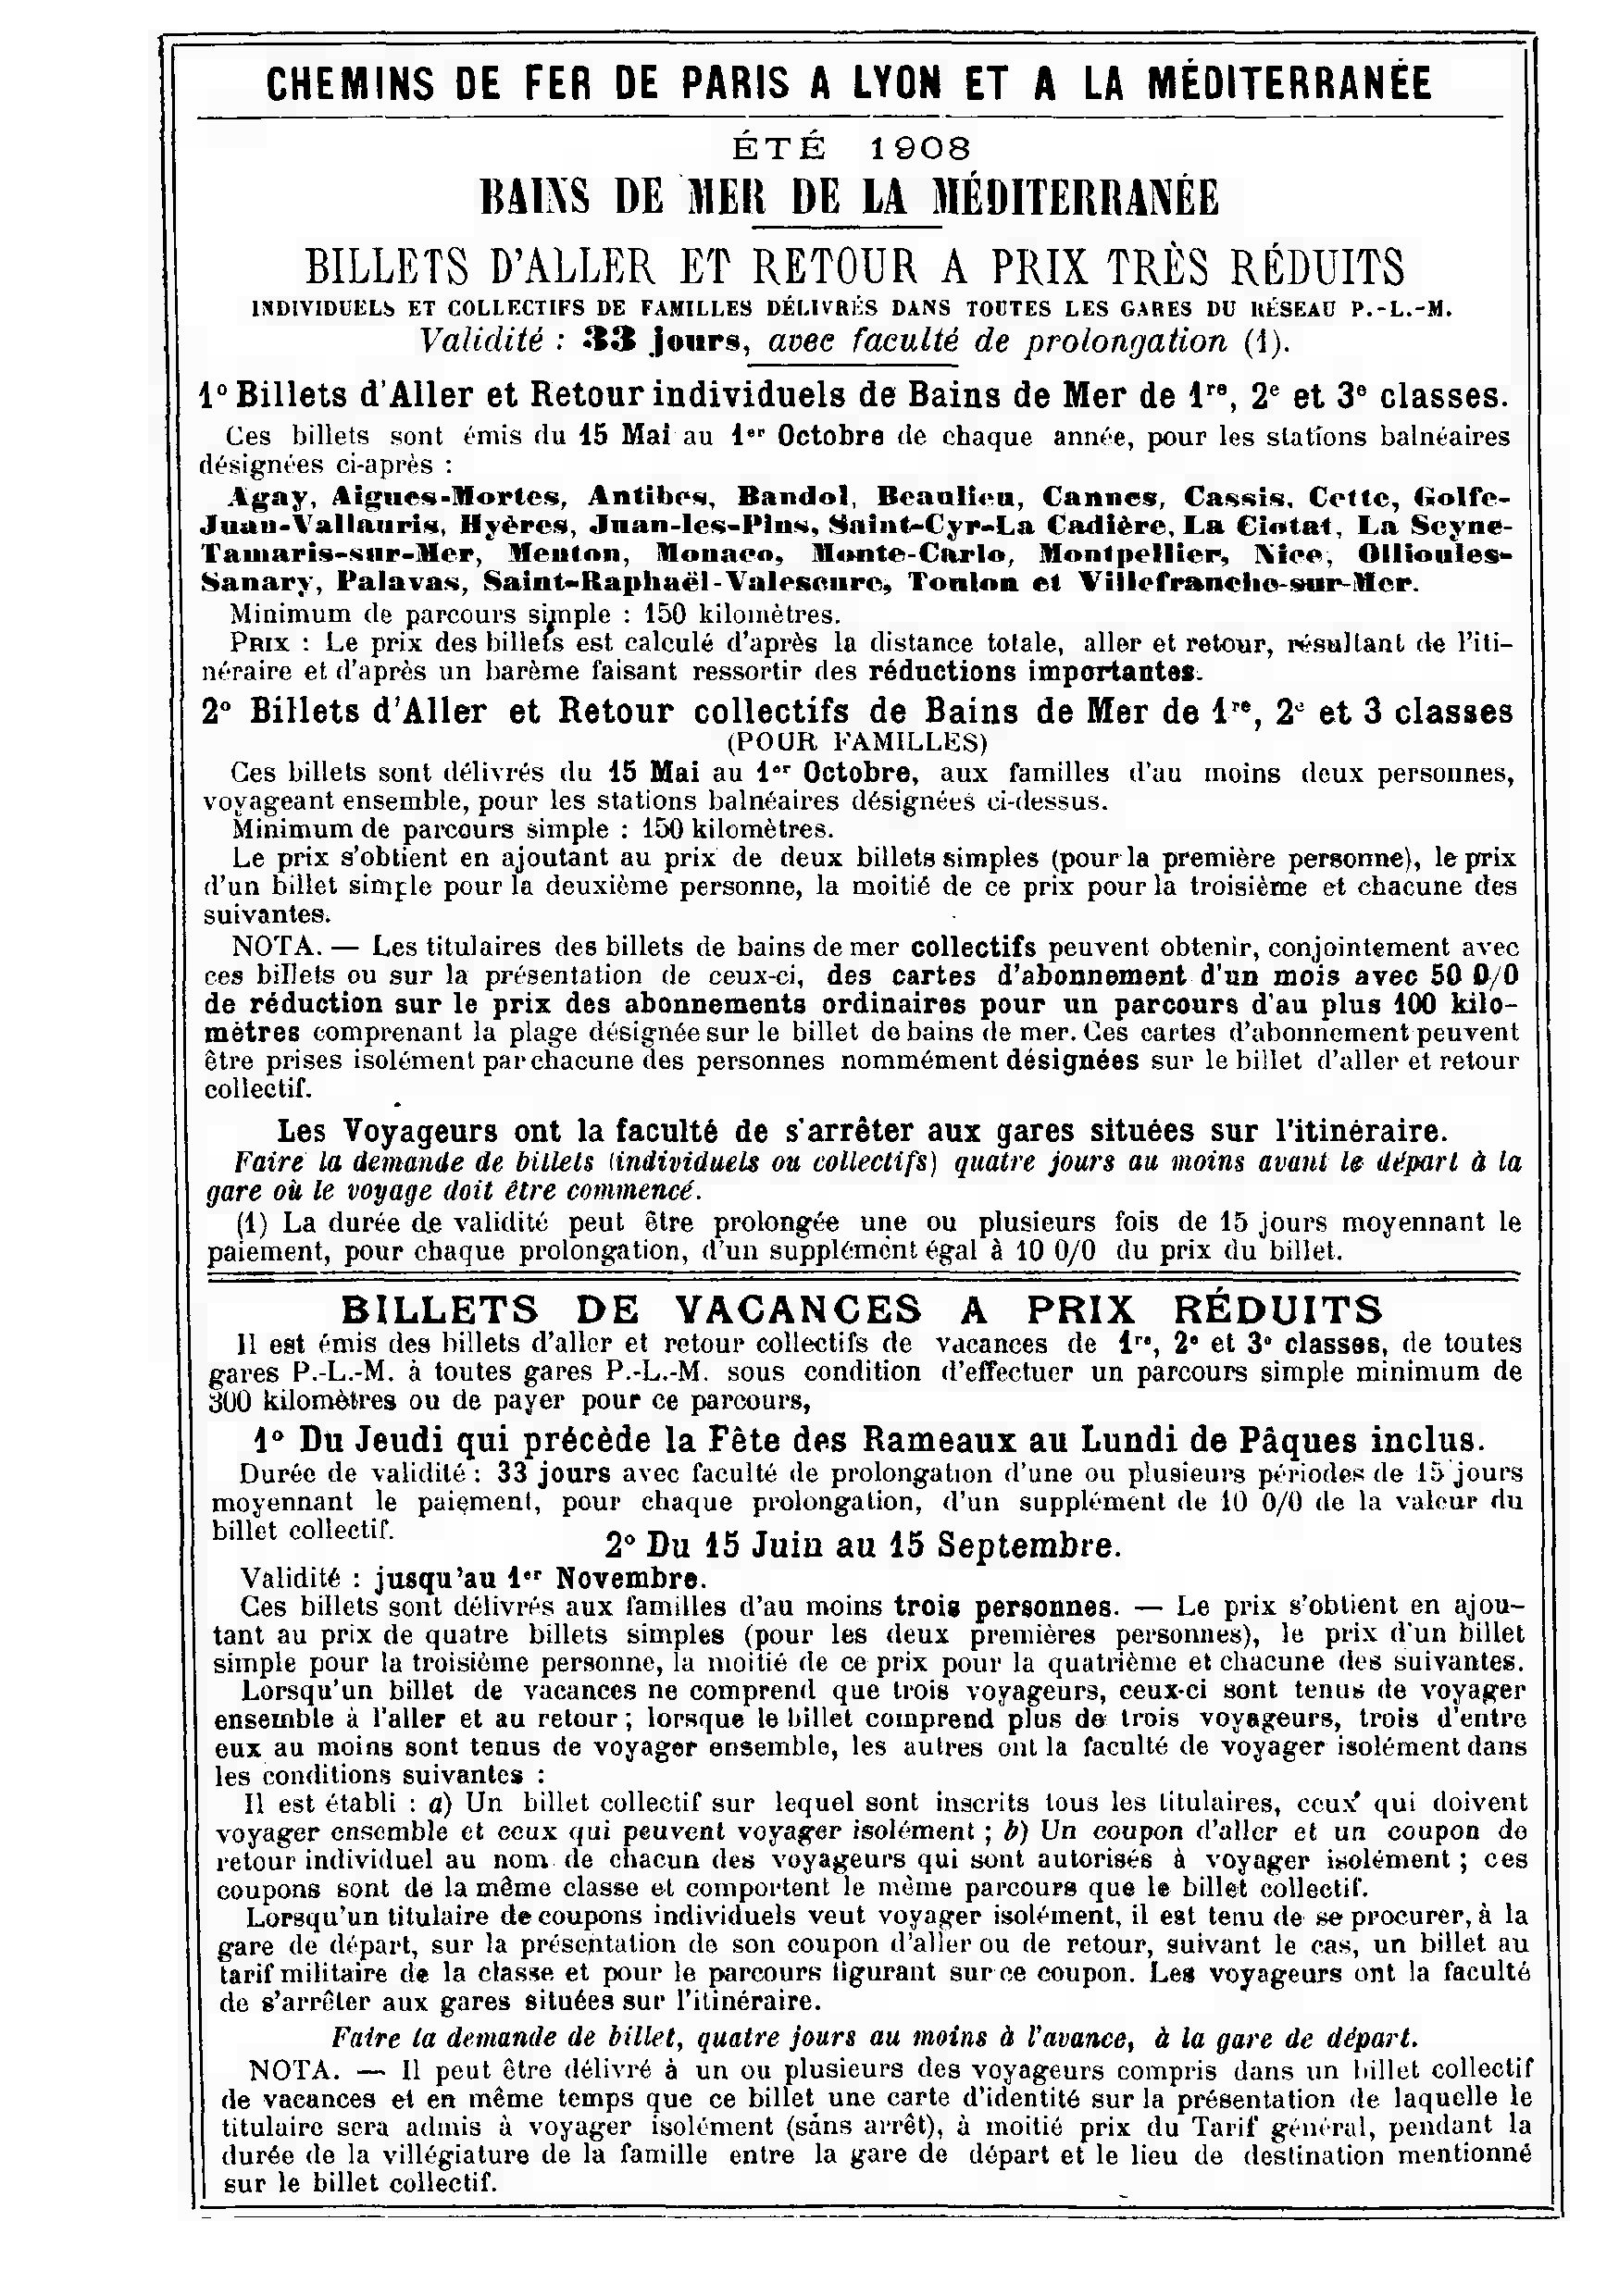 CHEMINS DE FER DE PARIS A LYON ET A LA MÉDITERRANÉE
ÉTÉ 1908
BAINS DE MER DE LA MÉDITERRANÉE
BILLETS D'ALLER ET RETOUR A PRIX TRÈS RÉDUITS
INDIVIDUELS ET COLLECTIFS DE FAMILLES DÉLIVRÉS DANS TOUTES LES GARES DU RÉSEAU P.-L.-M.
Validité : 33 jours, avec faculté de prolongation (1).
1º Billets d'Aller et Retour individuels de Bains de Mer de 1re, 2e et 3e classes.
Ces billets sont émis du 15 Mai au 1er Octobre de chaque année, pour les stations balnéaires
désignées ci-après :
Agay, Aigues-Mortes, Antibes, Bandol, Beaulieu, Cannes, Cassis, Cette, Golfe-
Juan-Vallauris, Hyères, Juan-les-Pins, Saint-Cyr-La Cadière, La Ciotat, La Seyne-
Tamaris-sur-Mer, Menton, Monaco, Monte-Carlo, Montpellier, Nice, Ollioules-
Sanary, Palavas, Saint-Raphaël-Valescure, Toulon et Villefranche-sur-Mer.
Minimum de parcours simple : 150 kilomètres.
PRIX : Le prix des billets est calculé d'après la distance totale, aller et retour, résultant de l'iti-
néraire et d'après un barème faisant ressortir des réductions importantes.
2º Billets d'Aller et Retour collectifs de Bains de Mer de 1re, 2e et 3 classes
(POUR FAMILLES)
Ces billets sont délivrés du 15 Mai au 1er Octobre, aux familles d'au moins deux personnes,
voyageant ensemble, pour les stations balnéaires désignées ci-dessus.
Minimum de parcours simple : 150 kilomètres.
Le prix s'obtient en ajoutant au prix de deux billets simples (pour la première personne), le prix
d'un billet simple pour la deuxième personne, la moitié de ce prix pour la troisième et chacune des
suivantes.
NOTA. — Les titulaires des billets de bains de mer collectifs peuvent obtenir, conjointement avec
ces billets ou sur la présentation de ceux-ci, des cartes d'abonnement d'un mois avec 50 0/0
de réduction sur le prix des abonnements ordinaires pour un parcours d'au plus 100 kilo-
mètres comprenant la plage désignée sur le billet de bains de mer. Ces cartes d'abonnement peuvent
être prises isolément par chacune des personnes nommément désignées sur le billet d'aller et retour
collectif.
Les Voyageurs ont la faculté de s'arrêter aux gares situées sur l'itinéraire.
Faire la demande de billets (individuels ou collectifs) quatre jours au moins avant le départ à la
gare où le voyage doit être commencé.
(1) La durée de validité peut être prolongée une ou plusieurs fois de 15 jours moyennant le
paiement, pour chaque prolongation, d'un supplément égal à 10 0/0 du prix du billet.
BILLETS DE VACANCES A PRIX RÉDUITS
Il est émis des billets d'aller et retour collectifs de vacances de 1re, 2e et 3e classes, de toutes
gares P.-L.-M. à toutes gares P.-L.-M. sous condition d'effectuer un parcours simple minimum de
300 kilomètres ou de payer pour ce parcours,
1º Du Jeudi qui précède la Fête des Rameaux au Lundi de Pâques inclus.
Durée de validité : 33 jours avec faculté de prolongation d'une ou plusieurs périodes de 15 jours
moyennant le paiement, pour chaque prolongation, d'un supplément de 10 0/0 de la valeur du
billet collectif.
2º Du 15 Juin au 15 Septembre.
Validité : jusqu'au 1er Novembre.
Ces billets sont délivrés aux familles d'au moins trois personnes. — Le prix s'obtient en ajou-
tant au prix de quatre billets simples (pour les deux premières personnes), le prix d'un billet
simple pour la troisième personne, la moitié de ce prix pour la quatrième et chacune des suivantes.
Lorsqu'un billet de vacances ne comprend que trois voyageurs, ceux-ci sont tenus de voyager
ensemble à l'aller et au retour ; lorsque le billet comprend plus de trois voyageurs, trois d'entre
eux au moins sont tenus de voyager ensemble, les autres ont la faculté de voyager isolément dans
les conditions suivantes :
Il est établi : a) Un billet collectif sur lequel sont inscrits tous les titulaires, ceux qui doivent
voyager ensemble et ceux qui peuvent voyager isolément ; b) Un coupon d'aller et un coupon de
retour individuel au nom de chacun des voyageurs qui sont autorisés à voyager isolément ; ces
coupons sont de la même classe et comportent le même parcours que le billet collectif.
Lorsqu'un titulaire de coupons individuels veut voyager isolément, il est tenu de se procurer, à la
gare de départ, sur la présentation de son coupon d'aller ou de retour, suivant le cas, un billet au
tarif militaire de la classe et pour le parcours figurant sur ce coupon. Les voyageurs ont la faculté
de s'arrêter aux gares situées sur l'itinéraire.
Faire la demande de billet, quatre jours au moins à l'avance, à la gare de départ.
NOTA. — Il peut être délivré à un ou plusieurs des voyageurs compris dans un billet collectif
de vacances et en même temps que ce billet une carte d'identité sur la présentation de laquelle le
titulaire sera admis à voyager isolément (sans arrêt), à moitié prix du Tarif général, pendant la
durée de la villégiature de la famille entre la gare de départ et le lieu de destination mentionné
sur le billet collectif.